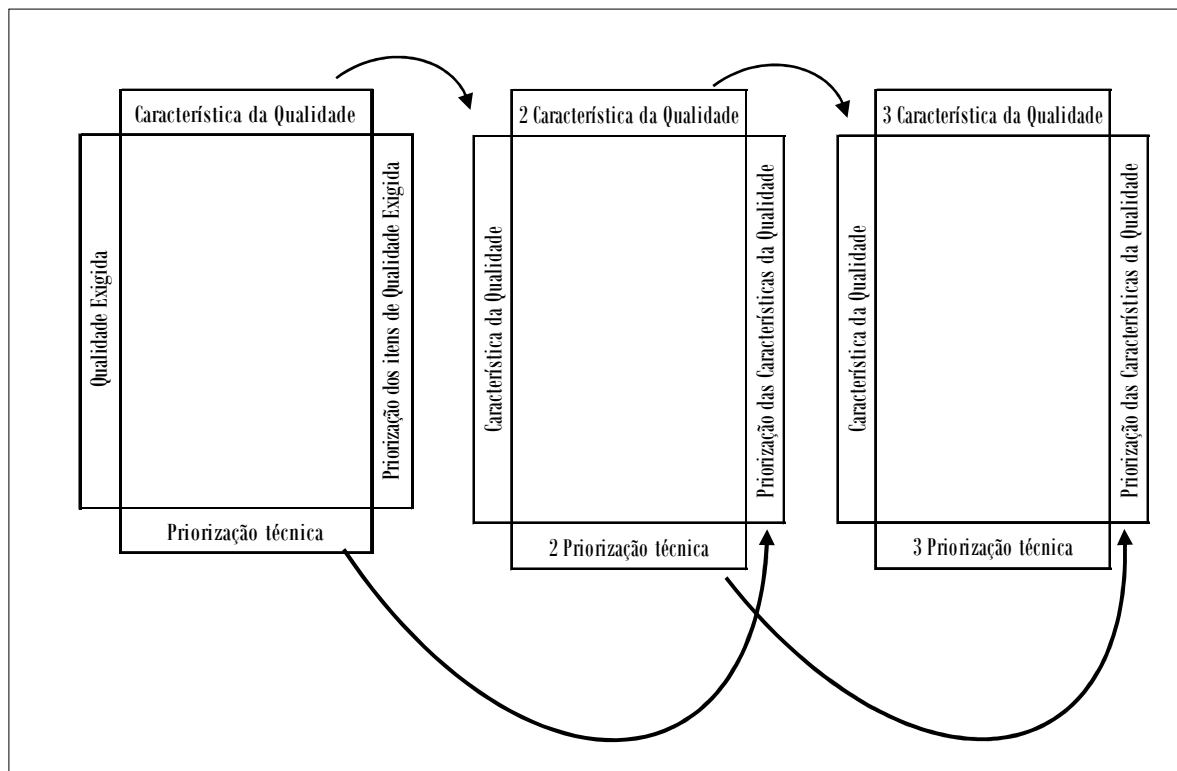 Característica da Qualidade
Qualidade Exigida
Priorização dos itens de Qualidade Exigida
Priorização técnica
2 Característica da Qualidade
Característica da Qualidade
Priorização das Características da Qualidade
2 Priorização técnica
3 Característica da Qualidade
Característica da Qualidade
Priorização das Características da Qualidade
3 Priorização técnica